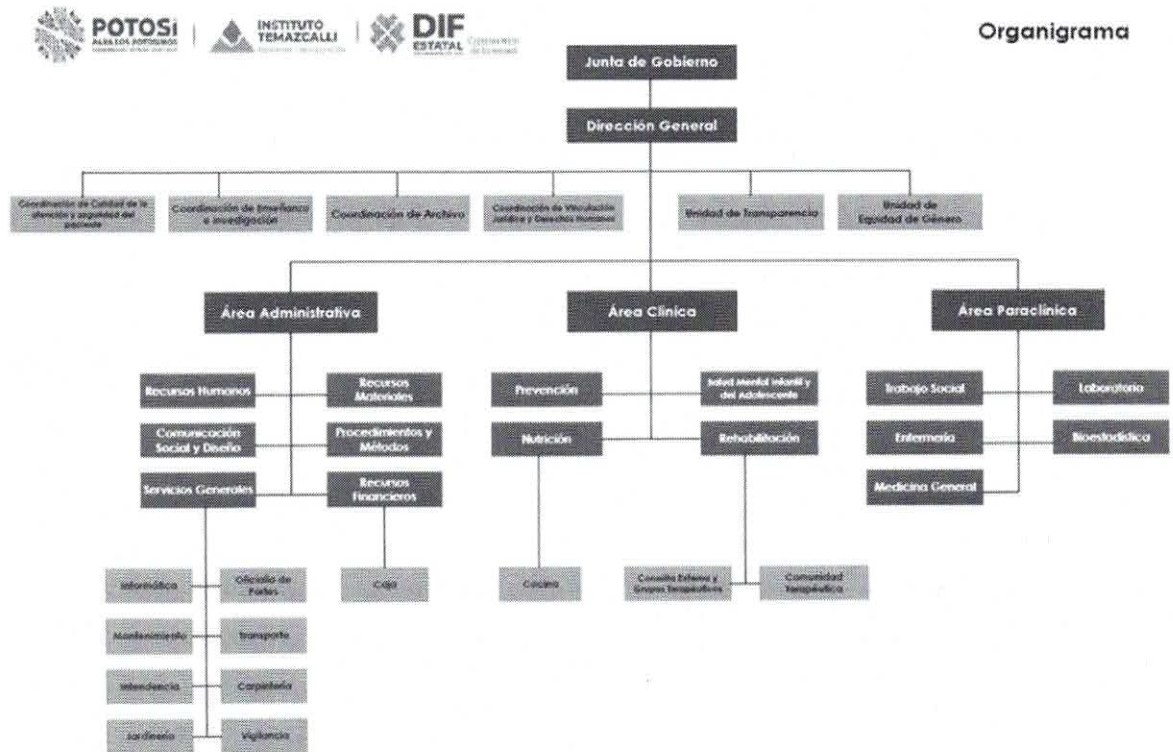 POTOSÍ
PARA LOS POTOSINOS
INSTITUTO
TEMAZCALLI
DIF
ESTATAL
Organigrama
Junta de Gobierno
Dirección General
Coordinación de Calidad de la
atención y seguridad del
paciente
Coordinación de Enseñanza
e Investigación
Coordinación de Archivo
Coordinación de Vinculación
Jurídica y Derechos Humanos
Unidad de Transparencia
Unidad de
Equidad de Género
Área Administrativa
Área Clínica
Área Paraclínica
Recursos Humanos
Recursos
Materiales
Prevención
Salud Mental Infantil y
del Adolescente
Trabajo Social
Laboratorio
Comunicación
Social y Diseño
Procedimientos y
Métodos
Nutrición
Rehabilitación
Enfermería
Bioestadística
Servicios Generales
Recursos
Financieros
Medicina General
Informática
Oficialía de
Partes
Caja
Cocina
Consulta Externa y
Grupos Terapéuticos
Comunidad
Terapéutica
Mantenimiento
Transporte
Intendencia
Carpintería
Jardinería
Vigilancia